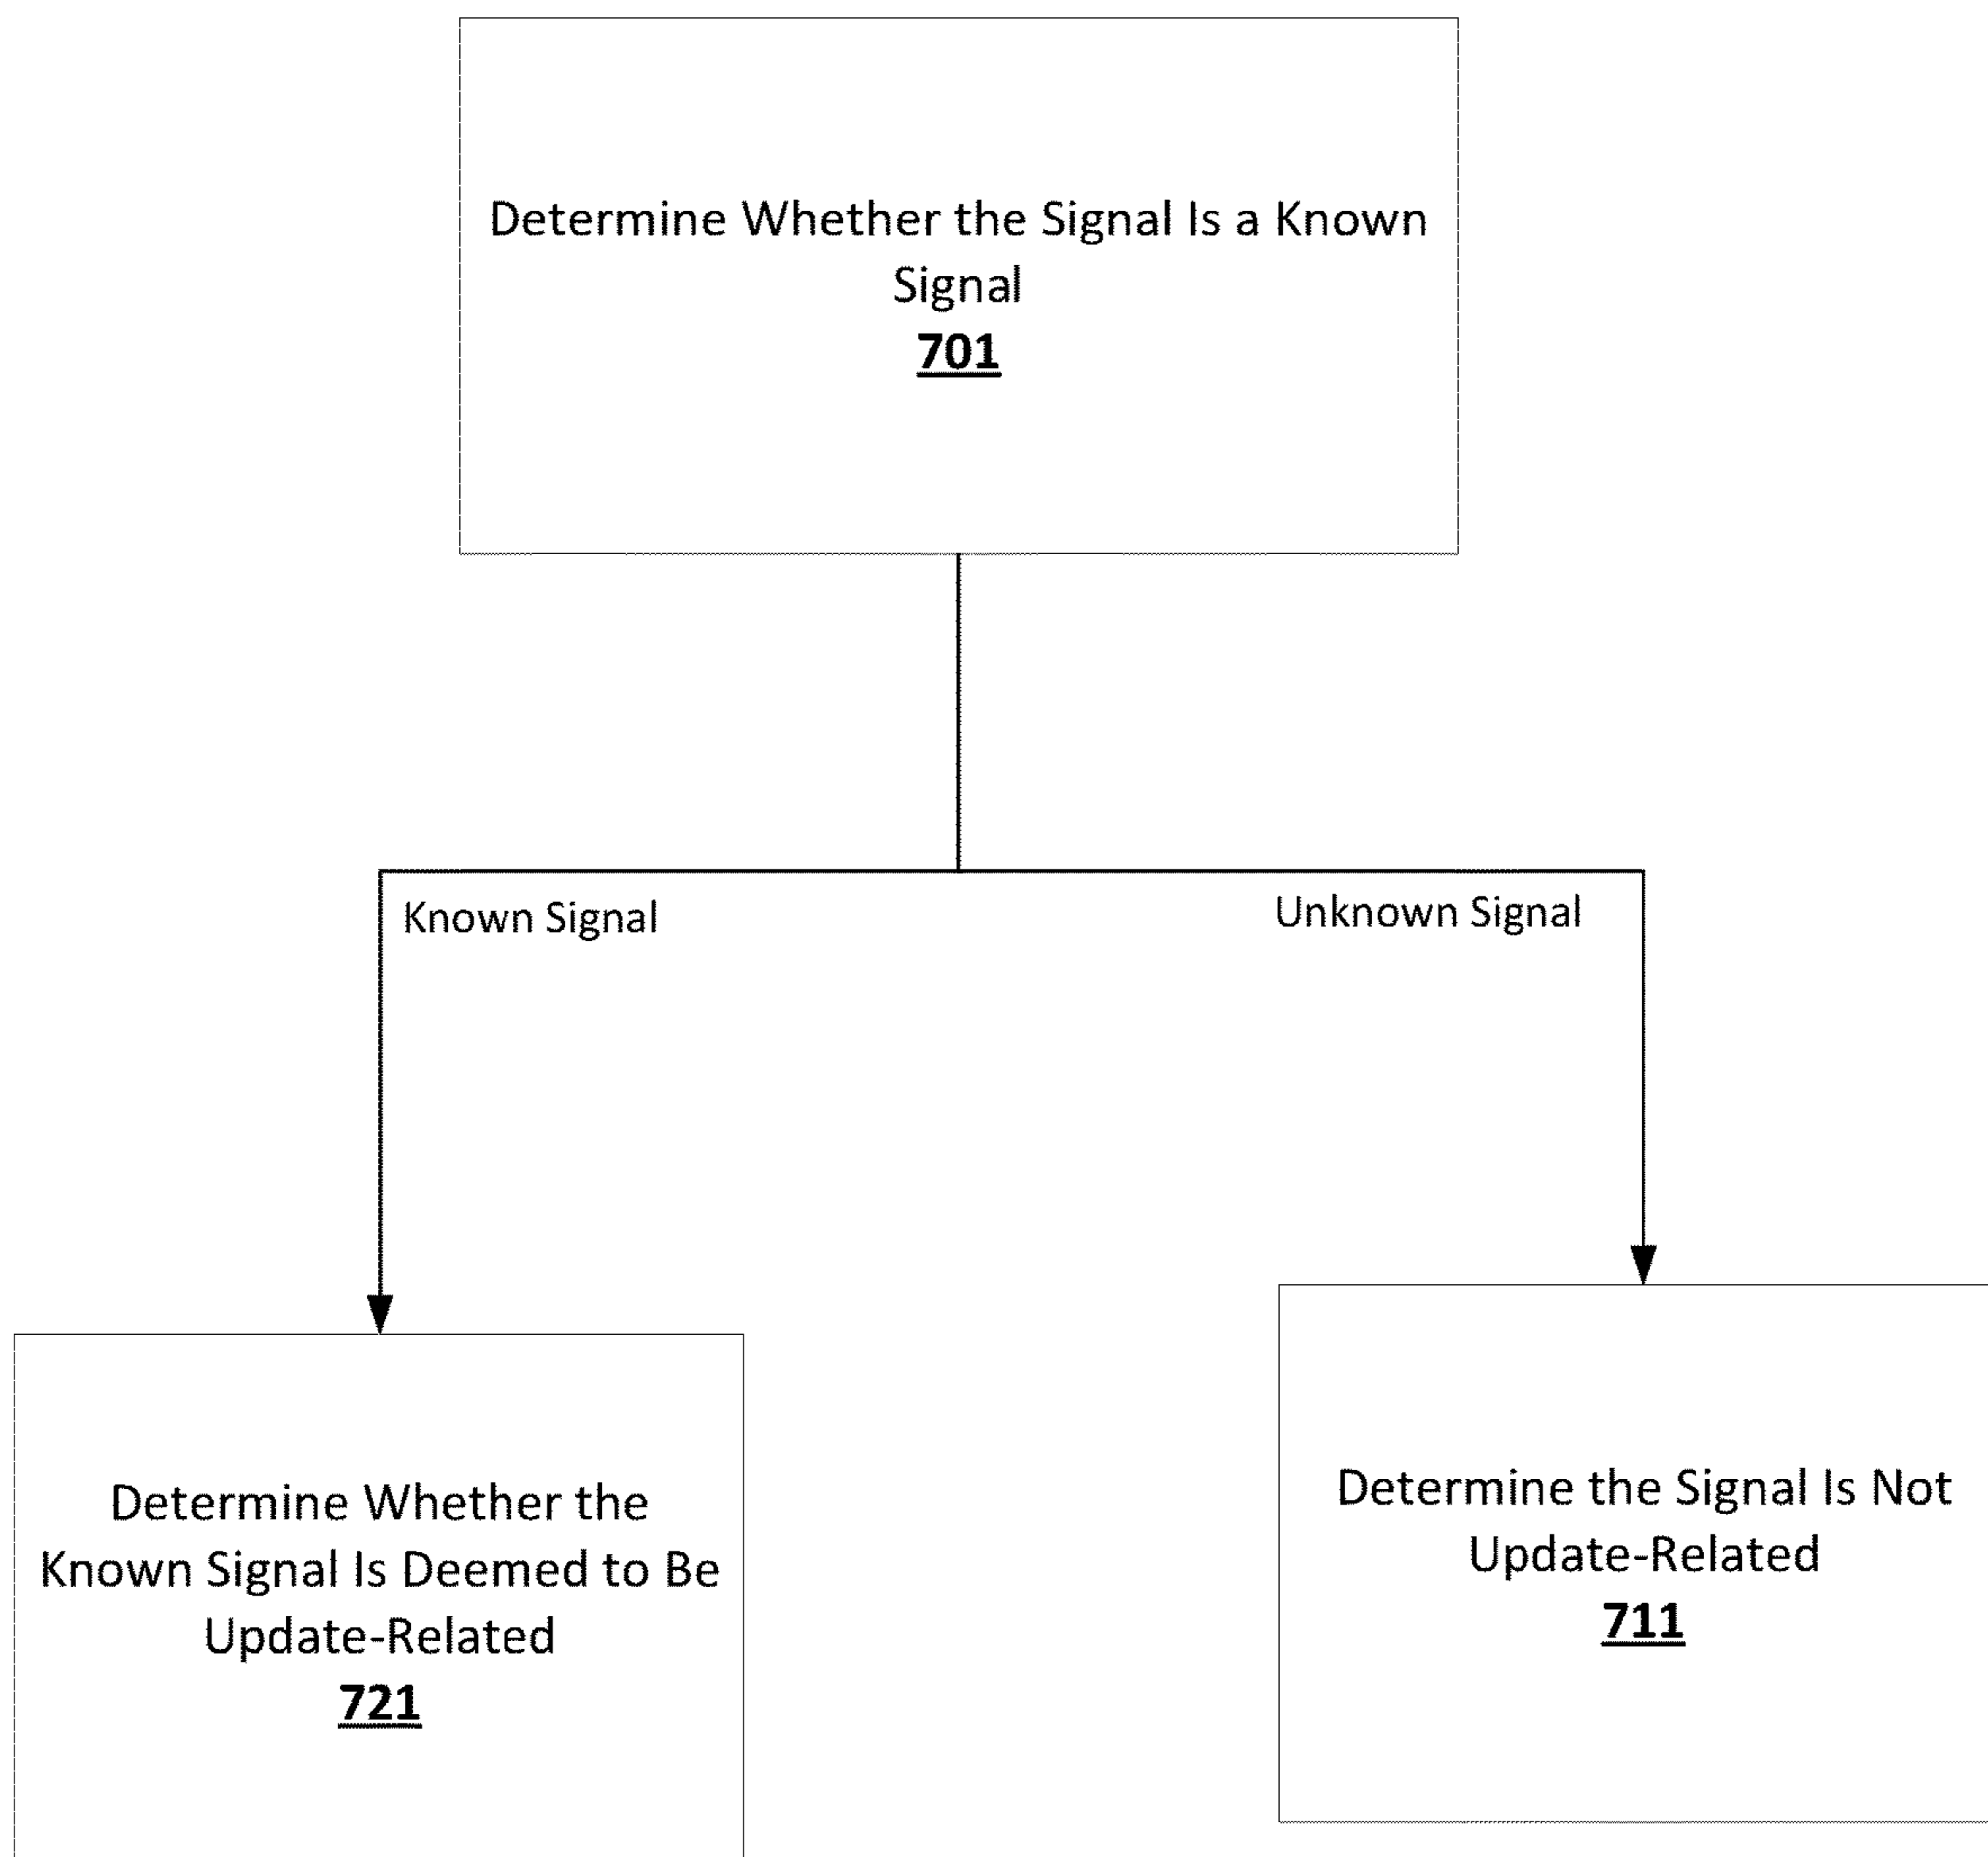 Determine Whether the Signal Is a Known
Signal
701
Known Signal
Unknown Signal
Determine Whether the
Known Signal Is Deemed to Be
Update-Related
721
Determine the Signal Is Not
Update-Related
711